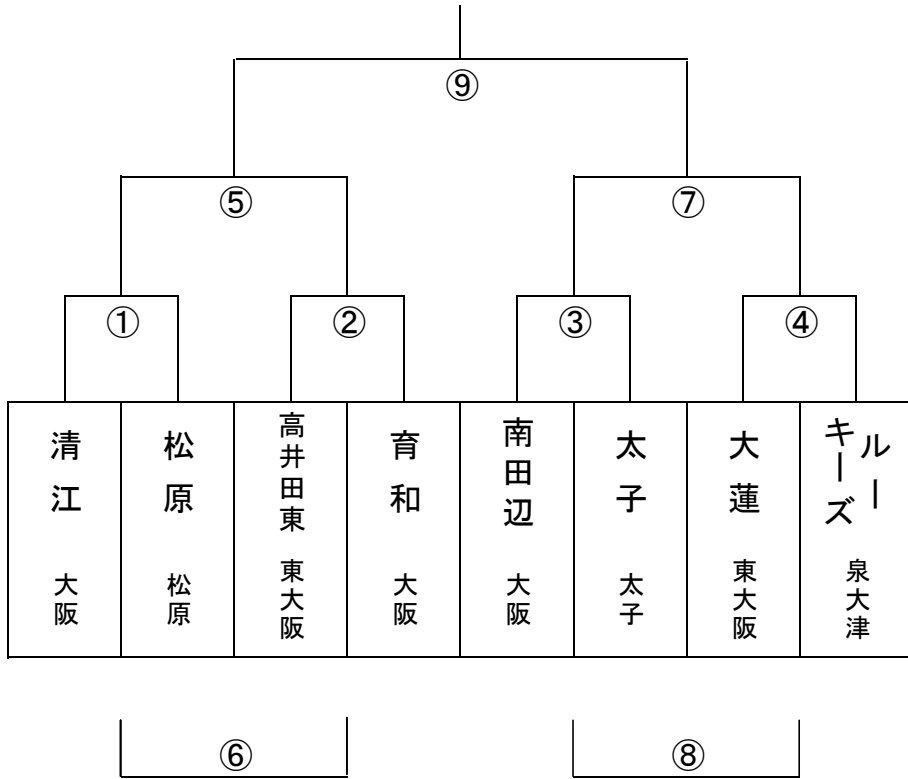 ⑨
⑤
⑦
①
②
③
④
清江
大阪
松原
松原
高井田東
東大阪
育和
大阪
南田辺
大阪
太子
太子
大蓮
東大阪
ルー
キーズ
泉大津
⑥
⑧